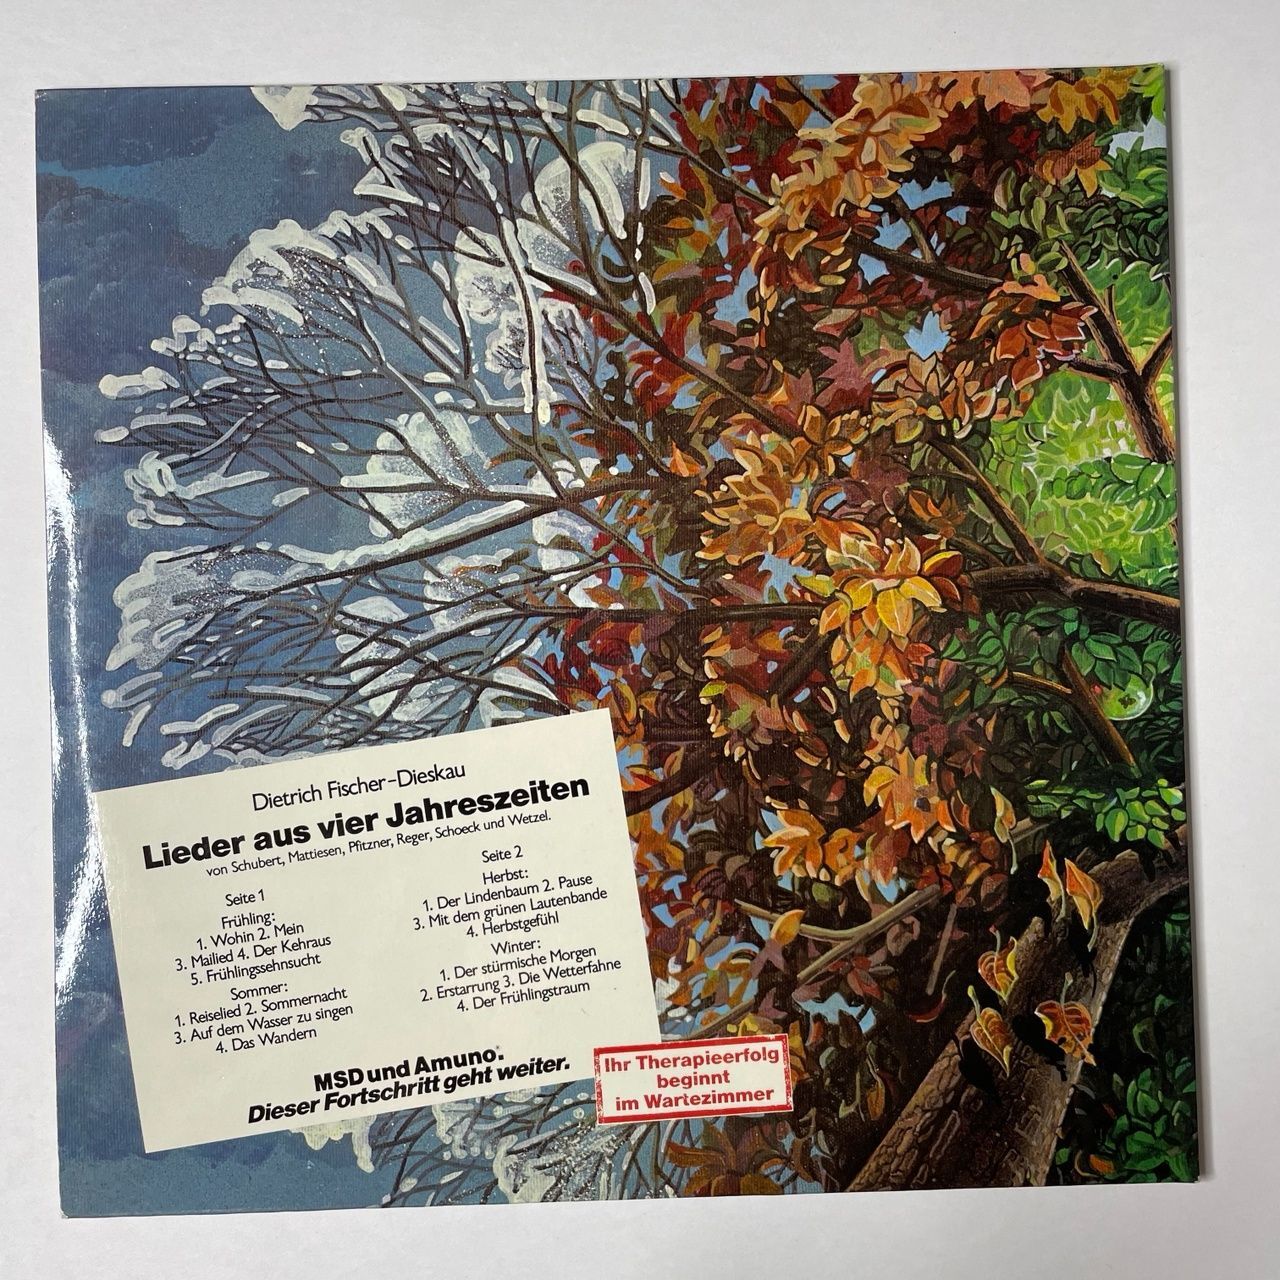 Dietrich Fischer-Dieskau
Lieder aus vier Jahreszeiten
von Schubert, Mattiesen, Pfitzner, Reger, Schoeck und Wetzel.
Seite 1
Frühling:
1. Wohin 2. Mein
3. Mailied 4. Der Kehraus
5. Frühlingssehnsucht
Sommer:
1. Reiselied 2. Sommernacht
3. Auf dem Wasser zu singen
4. Das Wandern
Seite 2
Herbst:
1. Der Lindenbaum 2. Pause
3. Mit dem grünen Lautenbande
4. Herbstgefühl
Winter:
1. Der stürmische Morgen
2. Erstarrung 3. Die Wetterfahne
4. Der Frühlingstraum
MSD und Amuno.
Dieser Fortschritt geht weiter.
Ihr Therapieerfolg
beginnt
im Wartezimmer